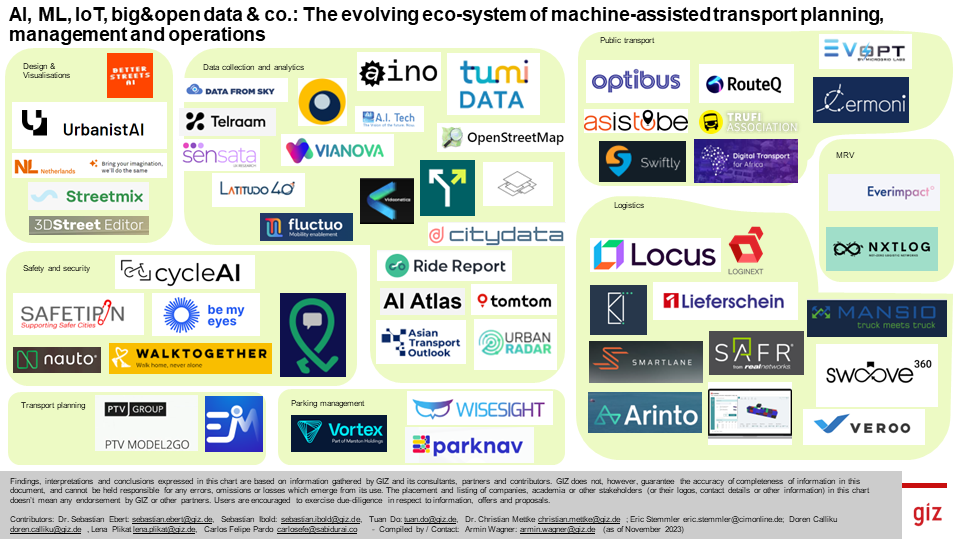 AI, ML, IoT, big&open data & co.: The evolving eco-system of machine-assisted transport planning,
management and operations
Design &
Visualisations
BETTER
STREETS
AI
UrbanistAI
NL
Netherlands
Bring your imagination,
we'll do the same
Streetmix
3DStreet Editor
Data collection and analytics
DATA FROM SKY
aino
tumi
DATA
Telraam
A.I. Tech
OpenStreetMap
sensata
UX RESEARCH
VIANOVA
LATITUDO 40
Videonetics
fluctuo
Mobility enablement
citydata
Ride Report
AI Atlas
tomtom
Asian
Transport
Outlook
URBAN
RADAR
Safety and security
cycleAI
SAFETIPIN
Supporting Safer Cities
be my
eyes
nauto
WALKTOGETHER
Walk home, never alone
Transport planning
PTV GROUP
PTV MODEL2GO
Parking management
WISESIGHT
Vortex
Part of Menton Holdings
parknav
Public transport
EVOPT
BY MICROGRID LABS
optibus
RouteQ
Cermoni
asistobe
TRUFI
ASSOCIATION
Swiftly
Digital Transport
for Africa
MRV
Everimpact
NXTLOG
NET-ZERO LOGISTIC NETWORKS
Logistics
Locus
LOGINEXT
Lieferschein
MANSIO
truck meets truck
SMARTLANE
SAFR
from realnetworks
swoove 360
Arinto
VEROO
Findings, interpretations and conclusions expressed in this chart are based on information gathered by GIZ and its consultants, partners and contributors. GIZ does not, however, guarantee the accuracy of completeness of information in this
document, and cannot be held responsible for any errors, omissions or losses which emerge from its use. The placement and listing of companies, academia or other stakeholders (or their logos, contact details or other information) in this chart
doesn't mean any endorsement by GIZ or other partners. Users are encouraged to exercise due-diligence in respect to information, offers and proposals.
Contributors: Dr. Sebastian Ebert: sebastian.ebert@giz.de, Sebastian Ibold: sebastian.ibold@giz.de, Tuan Do: tuan.do@giz.de, Dr. Christian Mettke christian.mettke@giz.de ; Eric Stemmler eric.stemmler@cimonline.de; Doren Calliku
doren.calliku@giz.de , Lena Plikat lena.plikat@giz.de, Carlos Felipe Pardo carlosefe@sabidurai.co - Compiled by / Contact: Armin Wagner: armin.wagner@giz.de (as of November 2023)
giz